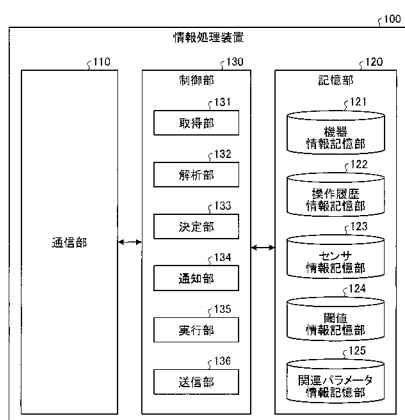 100
情報処理装置
110
通信部
130
制御部
131
取得部
132
解析部
133
決定部
134
通知部
135
実行部
136
送信部
120
記憶部
121
機器
情報記憶部
122
操作履歴
情報記憶部
123
センサ
情報記憶部
124
閾値
情報記憶部
125
関連パラメータ
情報記憶部